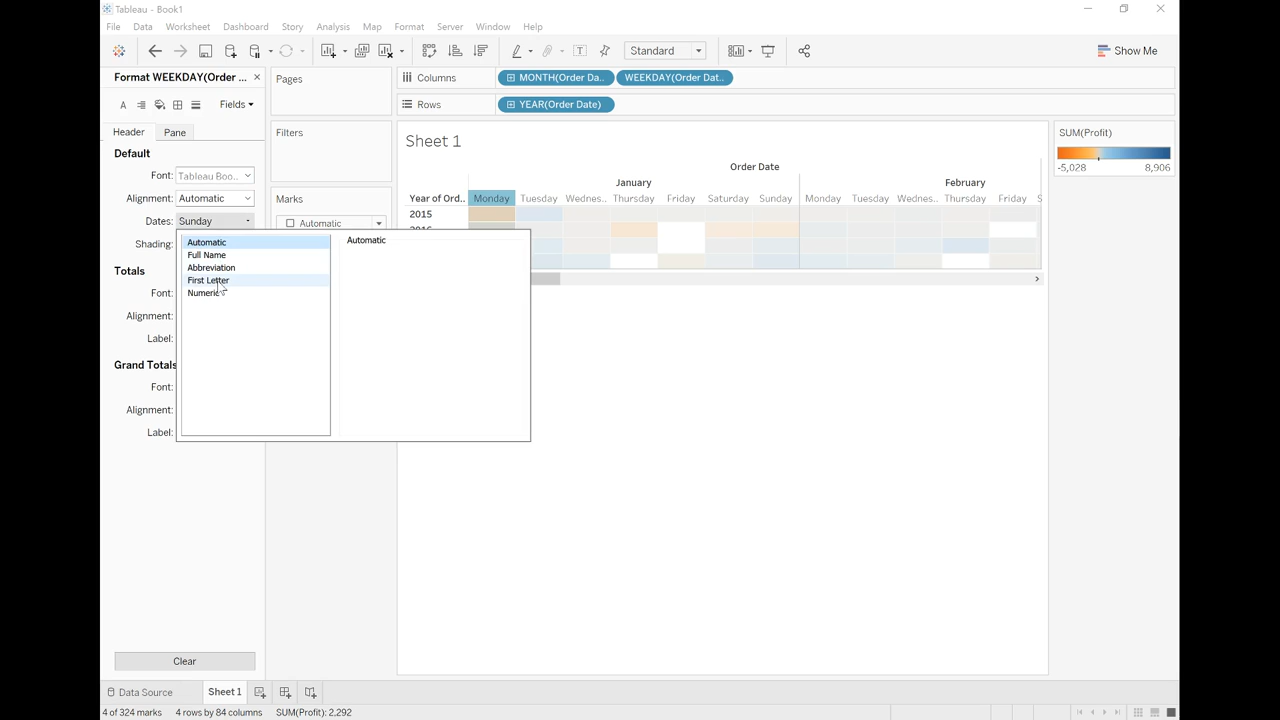 Tableau - Book1
File Data Worksheet Dashboard Story Analysis Map Format Server Window Help
Standard
Show Me
Format WEEKDAY(Order ...
Fields
Header Pane
Default
Font: Tableau Boo..
Alignment: Automatic
Dates: Sunday
Shading:
Totals
Font:
Alignment:
Label:
Grand Totals
Font:
Alignment:
Label:
Clear
Automatic
Full Name
Abbreviation
First Letter
Numeric
Automatic
Pages
Filters
Marks
Automatic
Columns MONTH(Order Da.. WEEKDAY(Order Dat..
Rows YEAR(Order Date)
Sheet 1
Order Date
January February
Year of Ord.. Monday Tuesday Wednes.. Thursday Friday Saturday Sunday Monday Tuesday Wednes.. Thursday Friday S
2015
2016
SUM(Profit)
-5,028 8,906
Data Source Sheet 1
4 of 324 marks 4 rows by 84 columns SUM(Profit): 2,292